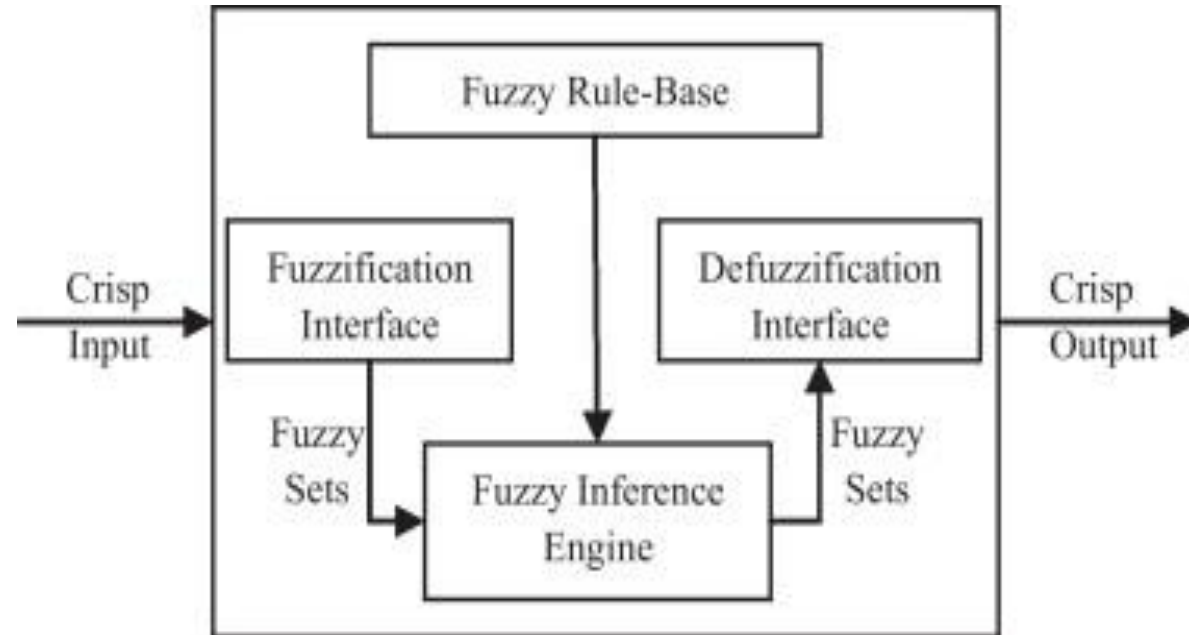 Fuzzy Rule-Base
Fuzzification
Interface
Defuzzification
Interface
Crisp
Input
Crisp
Output
Fuzzy
Sets
Fuzzy
Sets
Fuzzy Inference
Engine